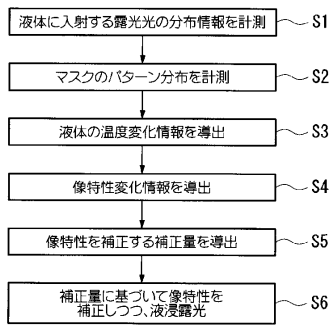 液体に入射する露光光の分布情報を計測 S1
マスクのパターン分布を計測 S2
液体の温度変化情報を導出 S3
像特性変化情報を導出 S4
像特性を補正する補正量を導出 S5
補正量に基づいて像特性を
補正しつつ、液浸露光 S6